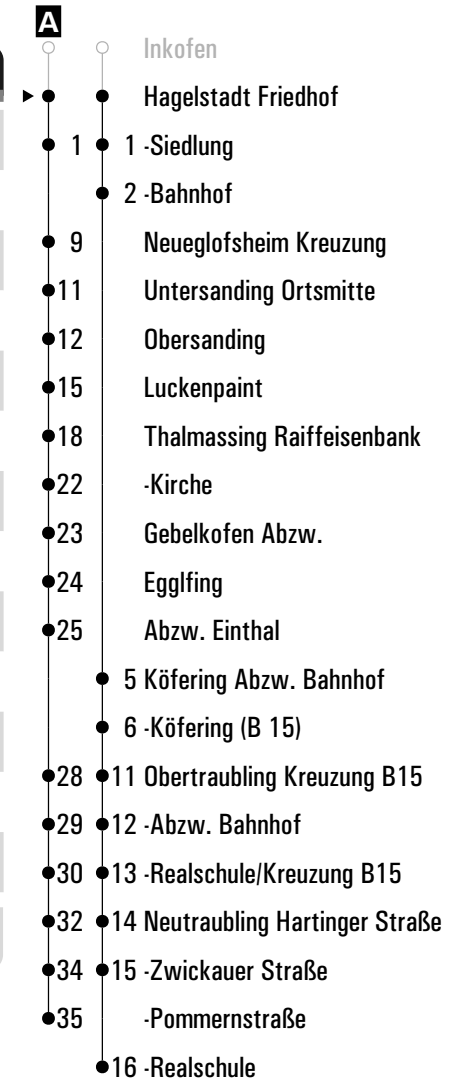 A
Inkofen
Hagelstadt Friedhof
1 1 -Siedlung
2 -Bahnhof
9 Neueglofsheim Kreuzung
11 Untersanding Ortsmitte
12 Obersanding
15 Luckenpaint
18 Thalmassing Raiffeisenbank
22 -Kirche
23 Gebelkofen Abzw.
24 Egglfing
25 Abzw. Einthal
5 Köfering Abzw. Bahnhof
6 -Köfering (B 15)
28 11 Obertraubling Kreuzung B15
29 12 -Abzw. Bahnhof
30 13 -Realschule/Kreuzung B15
32 14 Neutraubling Hartinger Straße
34 15 -Zwickauer Straße
35 -Pommernstraße
16 -Realschule